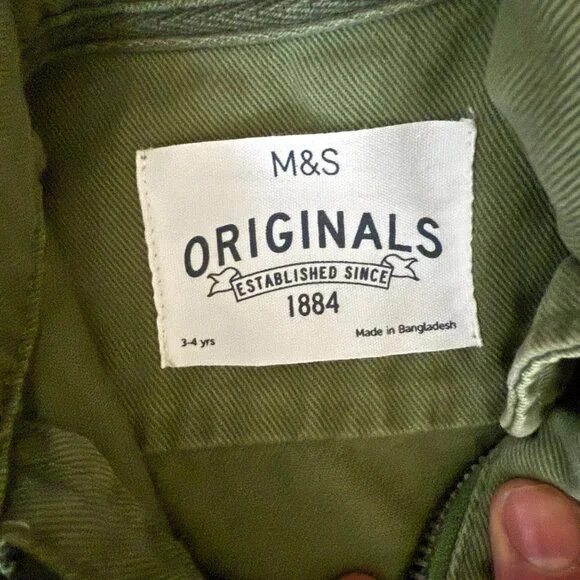 M&S
ORIGINALS
ESTABLISHED SINCE
1884
3-4 yrs
Made in Bangladesh